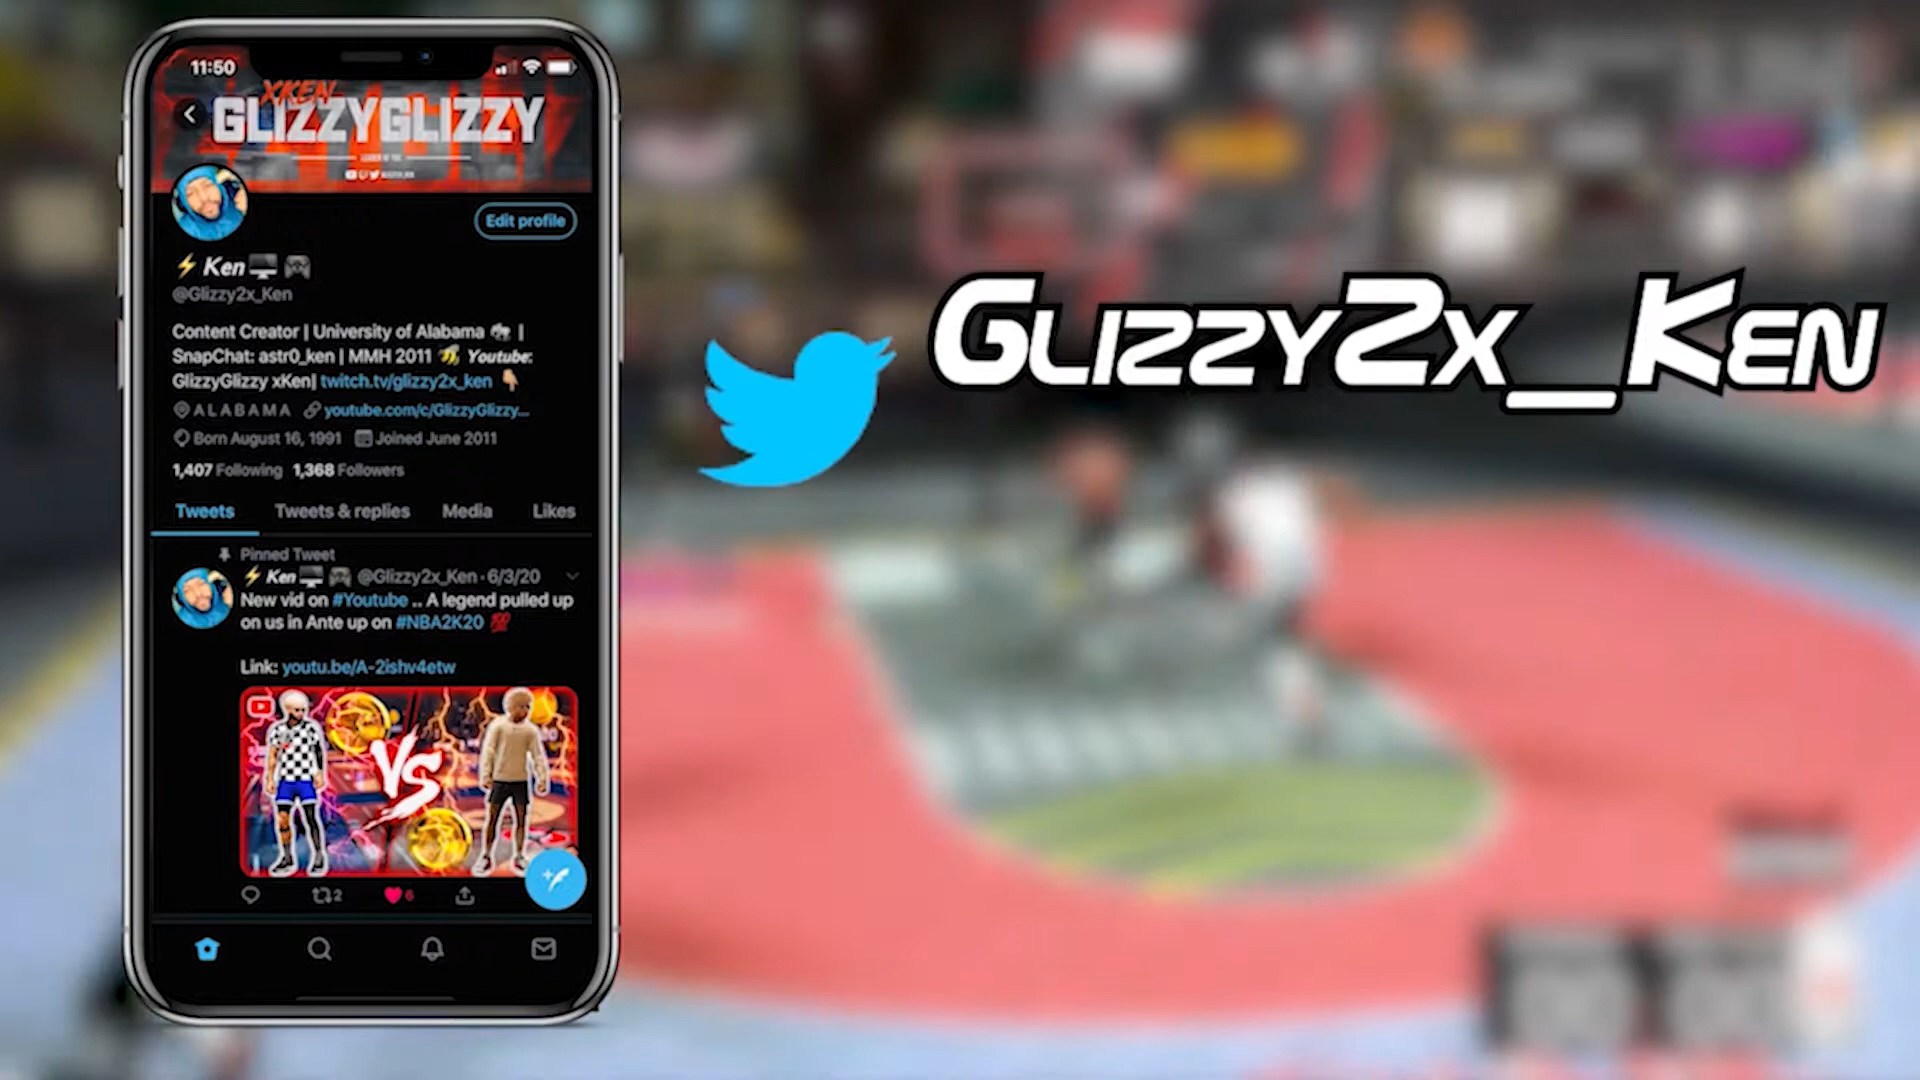 11:50
XKEN
GLIZZYGLIZZY
Edit profile
⚡ Ken 🖥️ 🎮
@Glizzy2x_Ken
Content Creator | University of Alabama 🐘 |
SnapChat: astr0_ken | MMH 2011 🐝 Youtube:
GlizzyGlizzy xKen| twitch.tv/glizzy2x_ken 👇🏼
ALABAMA youtube.com/c/GlizzyGlizzy...
Born August 16, 1991 Joined June 2011
1,407 Following 1,368 Followers
Tweets Tweets & replies Media Likes
Pinned Tweet
⚡ Ken 🖥️ 🎮 @Glizzy2x_Ken · 6/3/20
New vid on #Youtube .. A legend pulled up
on us in Ante up on #NBA2K20 💯
Link: youtu.be/A-2ishv4etw
VS
2 6
Glizzy2x_Ken